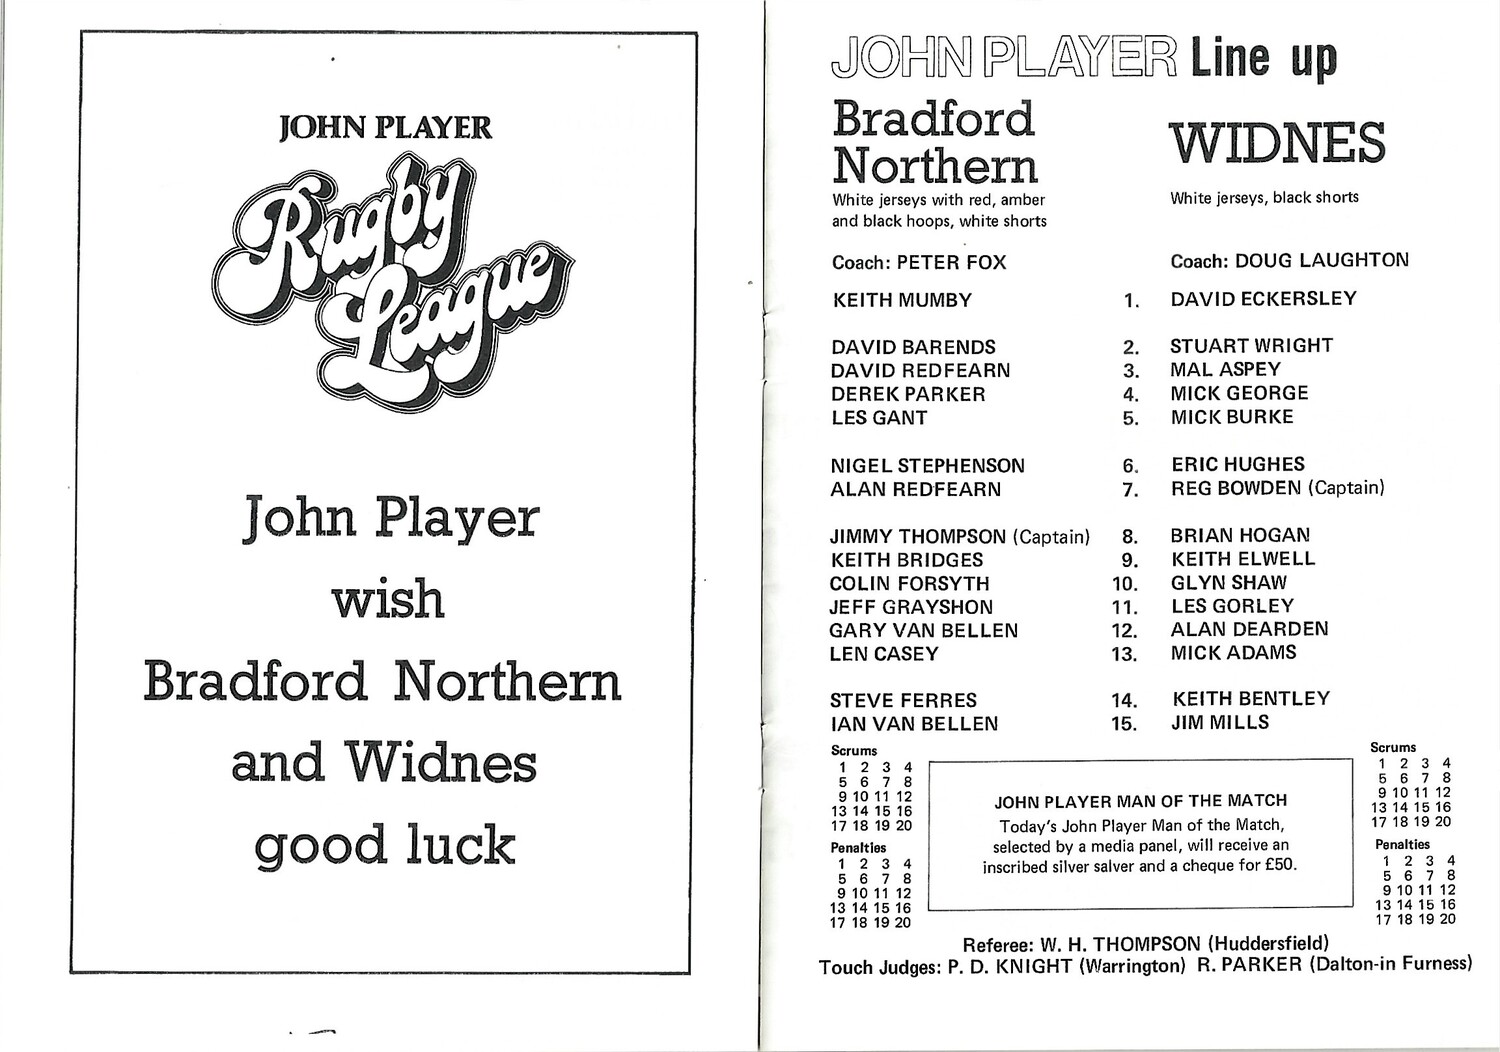 JOHN PLAYER
Rugby
League
John Player
wish
Bradford Northern
and Widnes
good luck
JOHN PLAYER Line up
Bradford
Northern
White jerseys with red, amber
and black hoops, white shorts
WIDNES
White jerseys, black shorts
Coach: PETER FOX Coach: DOUG LAUGHTON
KEITH MUMBY 1. DAVID ECKERSLEY
DAVID BARENDS 2. STUART WRIGHT
DAVID REDFEARN 3. MAL ASPEY
DEREK PARKER 4. MICK GEORGE
LES GANT 5. MICK BURKE
NIGEL STEPHENSON 6. ERIC HUGHES
ALAN REDFEARN 7. REG BOWDEN (Captain)
JIMMY THOMPSON (Captain) 8. BRIAN HOGAN
KEITH BRIDGES 9. KEITH ELWELL
COLIN FORSYTH 10. GLYN SHAW
JEFF GRAYSHON 11. LES GORLEY
GARY VAN BELLEN 12. ALAN DEARDEN
LEN CASEY 13. MICK ADAMS
STEVE FERRES 14. KEITH BENTLEY
IAN VAN BELLEN 15. JIM MILLS
Scrums
1 2 3 4
5 6 7 8
9 10 11 12
13 14 15 16
17 18 19 20
Penalties
1 2 3 4
5 6 7 8
9 10 11 12
13 14 15 16
17 18 19 20
JOHN PLAYER MAN OF THE MATCH
Today's John Player Man of the Match,
selected by a media panel, will receive an
inscribed silver salver and a cheque for £50.
Scrums
1 2 3 4
5 6 7 8
9 10 11 12
13 14 15 16
17 18 19 20
Penalties
1 2 3 4
5 6 7 8
9 10 11 12
13 14 15 16
17 18 19 20
Referee: W. H. THOMPSON (Huddersfield)
Touch Judges: P. D. KNIGHT (Warrington) R. PARKER (Dalton-in Furness)